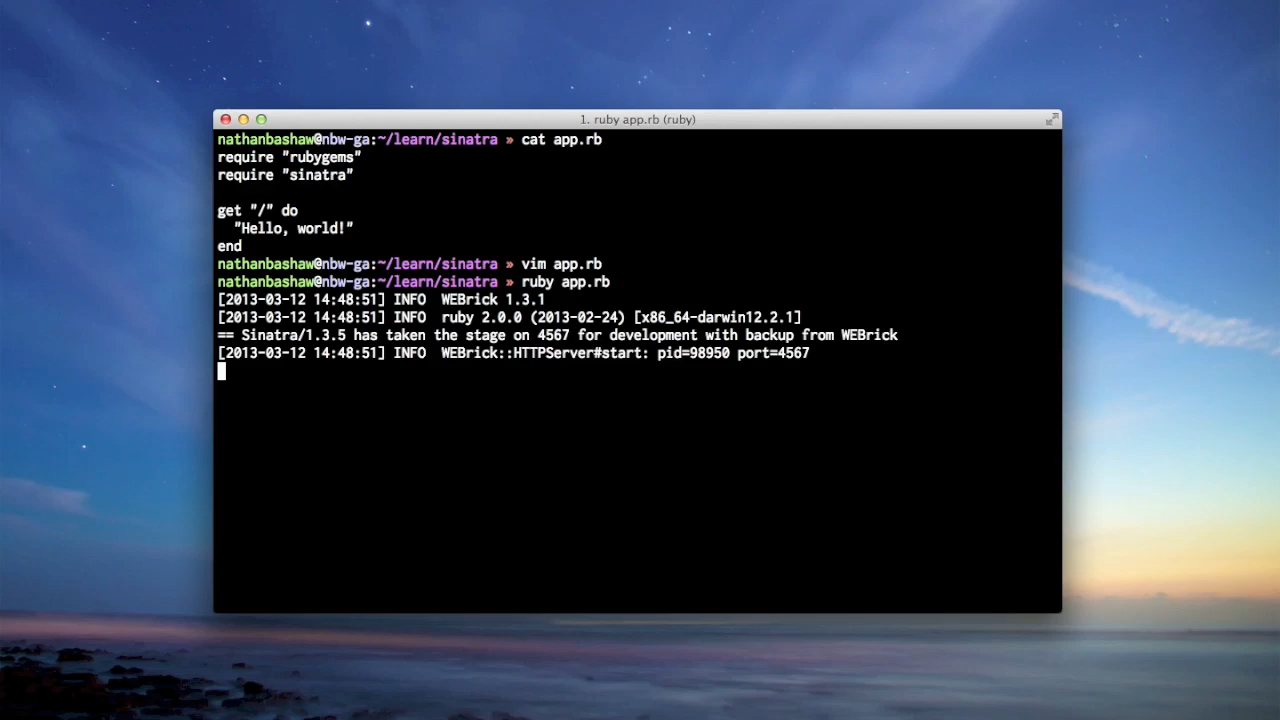 1. ruby app.rb (ruby)
nathanbashaw@nbw-ga:~/learn/sinatra » cat app.rb
require "rubygems"
require "sinatra"
get "/" do
"Hello, world!"
end
nathanbashaw@nbw-ga:~/learn/sinatra » vim app.rb
nathanbashaw@nbw-ga:~/learn/sinatra » ruby app.rb
[2013-03-12 14:48:51] INFO  WEBrick 1.3.1
[2013-03-12 14:48:51] INFO  ruby 2.0.0 (2013-02-24) [x86_64-darwin12.2.1]
== Sinatra/1.3.5 has taken the stage on 4567 for development with backup from WEBrick
[2013-03-12 14:48:51] INFO  WEBrick::HTTPServer#start: pid=98950 port=4567